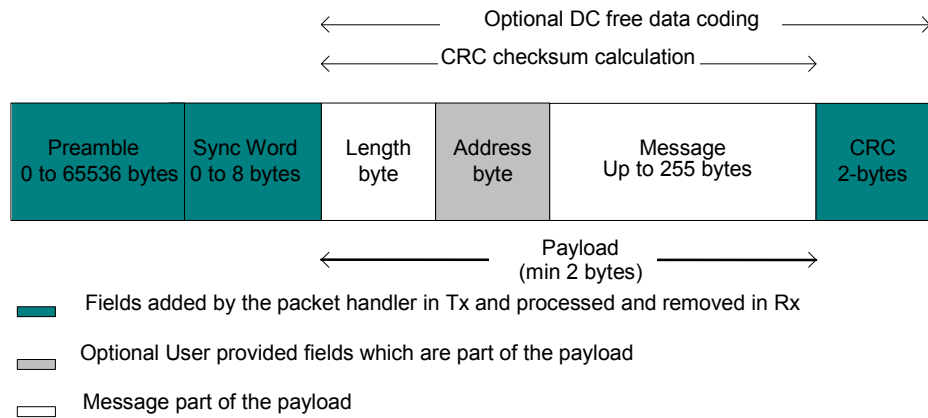 Optional DC free data coding
CRC checksum calculation
Preamble
0 to 65536 bytes
Sync Word
0 to 8 bytes
Length
byte
Address
byte
Message
Up to 255 bytes
CRC
2-bytes
Payload
(min 2 bytes)
Fields added by the packet handler in Tx and processed and removed in Rx
Optional User provided fields which are part of the payload
Message part of the payload